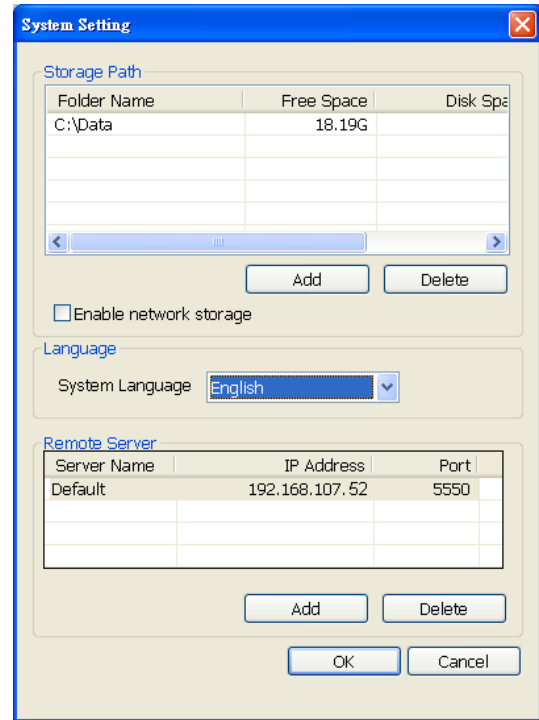 System Setting
Storage Path
Folder Name Free Space Disk Spa
C:\Data 18.19G
Add Delete
Enable network storage
Language
System Language English
Remote Server
Server Name IP Address Port
Default 192.168.107.52 5550
Add Delete
OK Cancel